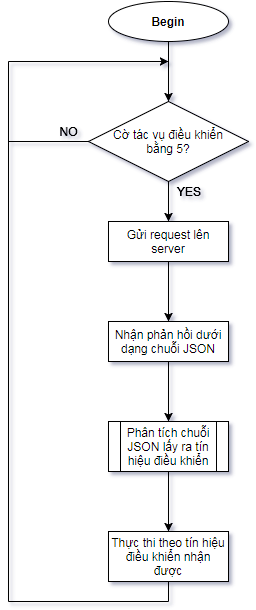 Begin
Cờ tác vụ điều khiển
bằng 5?
NO
YES
Gửi request lên
server
Nhận phản hồi dưới
dạng chuỗi JSON
Phân tích chuỗi
JSON lấy ra tín
hiệu điều khiển
Thực thi theo tín hiệu
điều khiển nhận
được